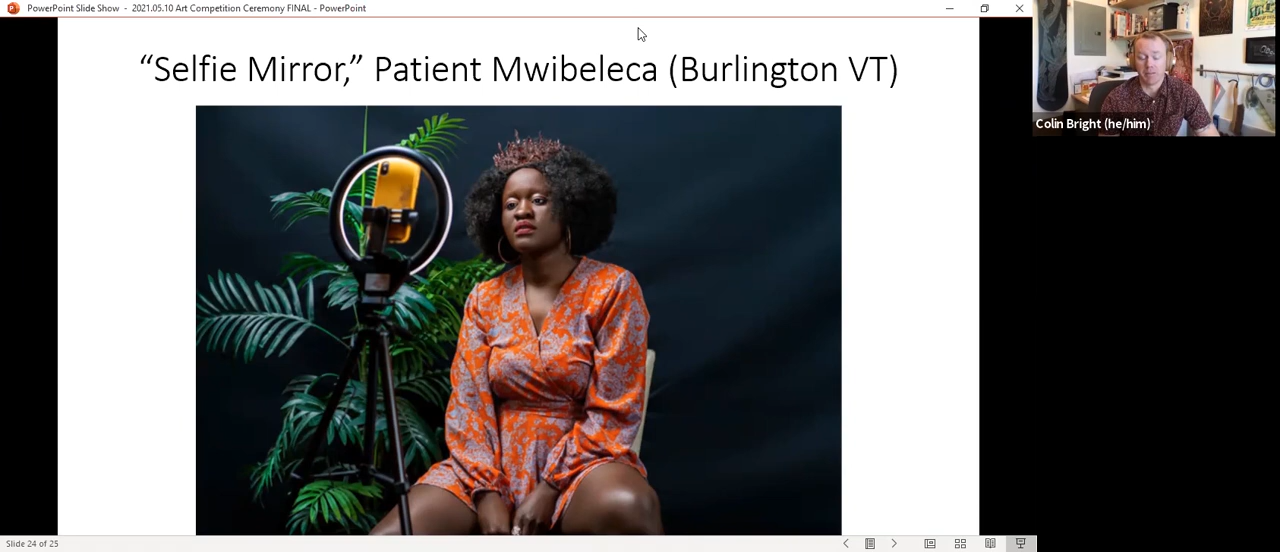 PowerPoint Slide Show - 2021.05.10 Art Competition Ceremony FINAL - PowerPoint
“Selfie Mirror,” Patient Mwibeleca (Burlington VT)
Colin Bright (he/him)
Slide 24 of 25